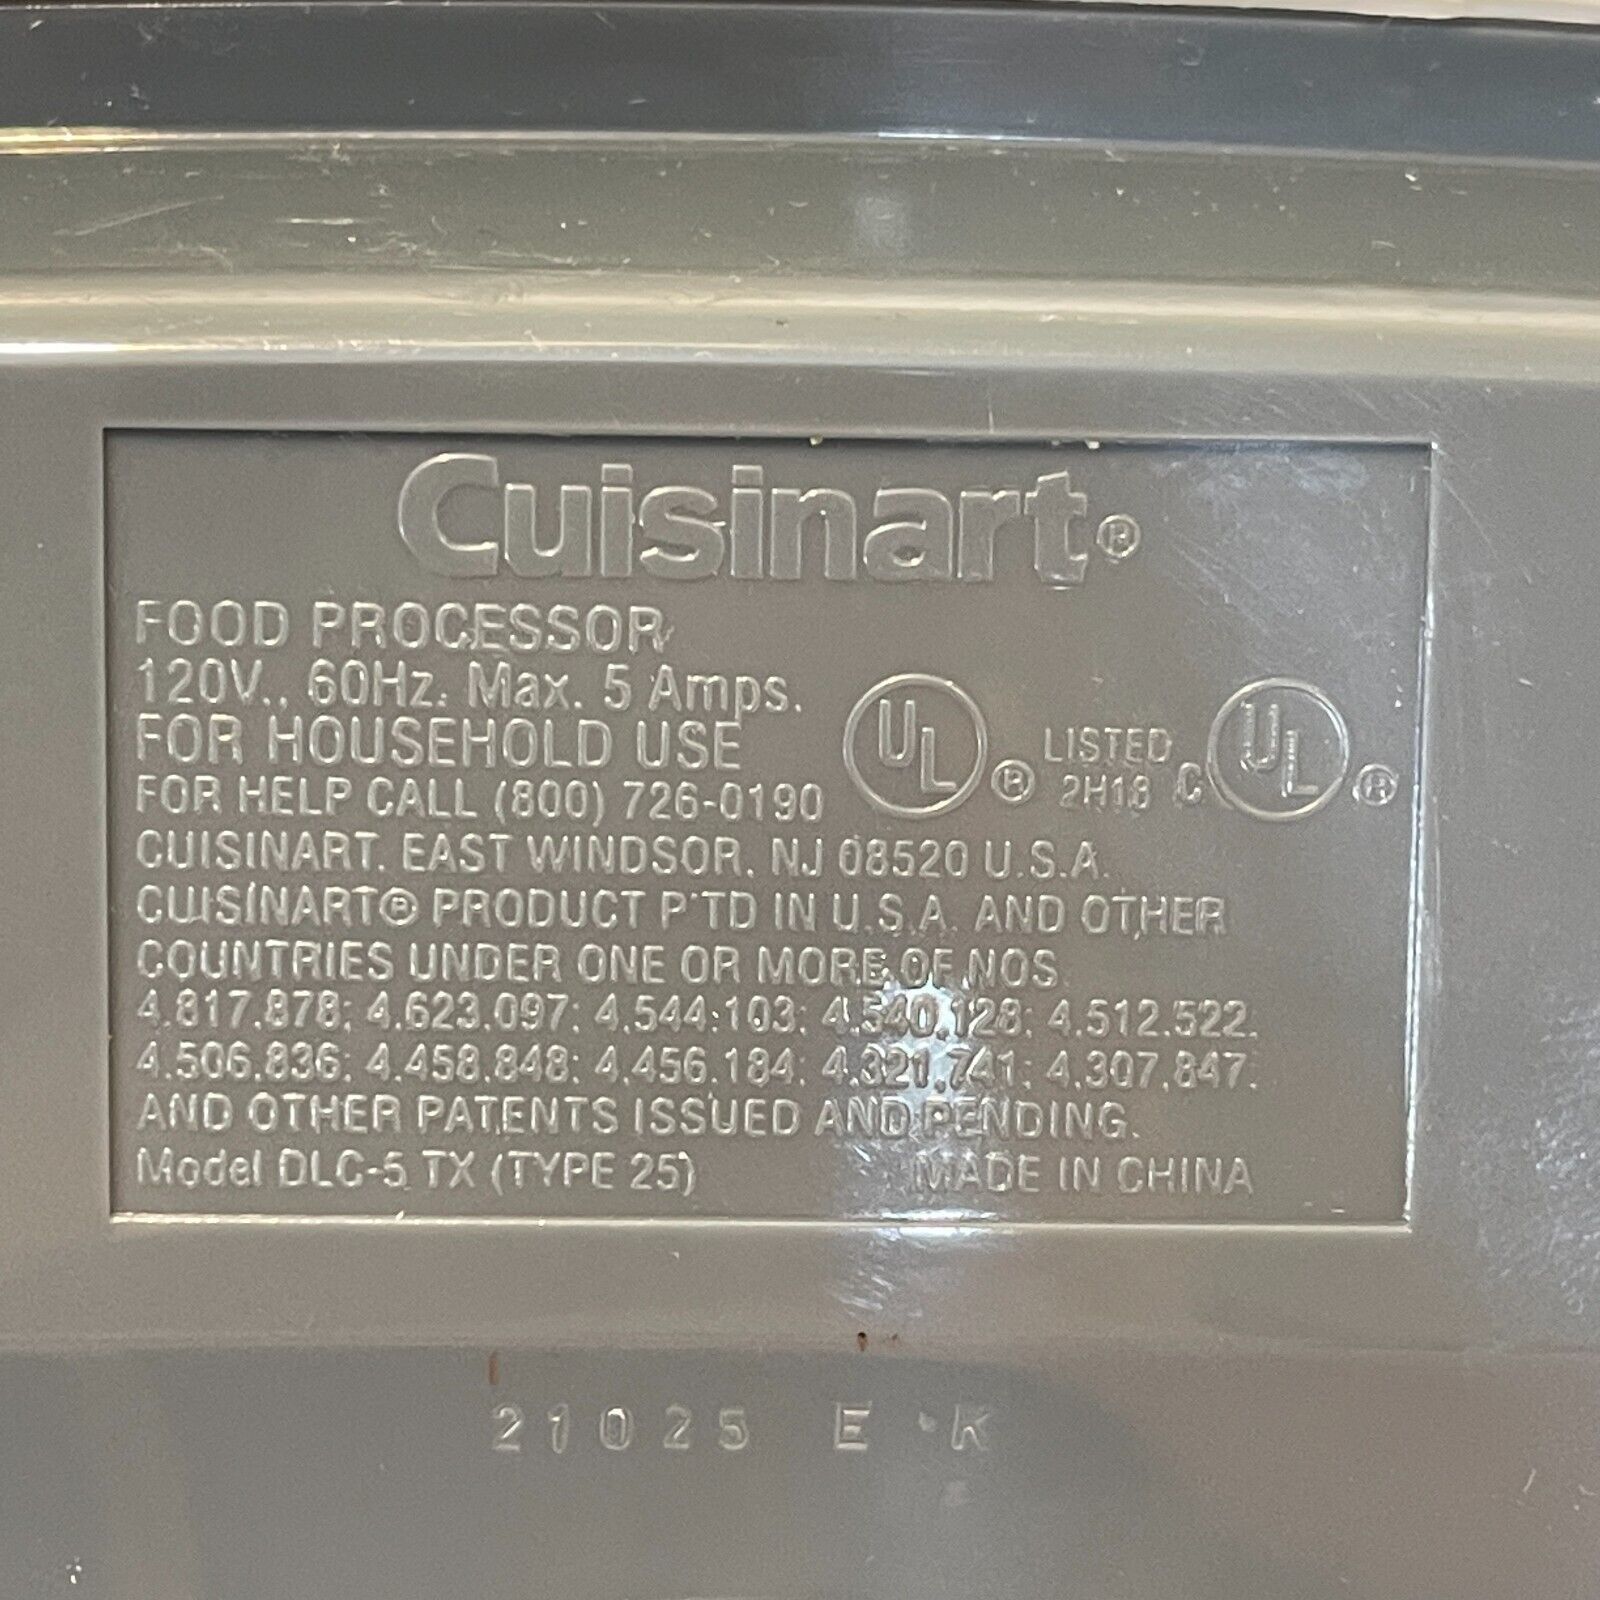 Cuisinart®
FOOD PROCESSOR
120V., 60Hz. Max. 5 Amps.
FOR HOUSEHOLD USE
FOR HELP CALL (800) 726-0190
UL® LISTED 2H18 C UL®
CUISINART. EAST WINDSOR, NJ 08520 U.S.A.
CUISINART® PRODUCT P'TD IN U.S.A. AND OTHER
COUNTRIES UNDER ONE OR MORE OF NOS.
4.817.878; 4.623.097; 4.544.103; 4.540.128; 4.512.522.
4.506.836; 4.458.848; 4.456.184; 4.321.741; 4.307.847;
AND OTHER PATENTS ISSUED AND PENDING.
Model DLC-5 TX (TYPE 25) MADE IN CHINA
21025 E K